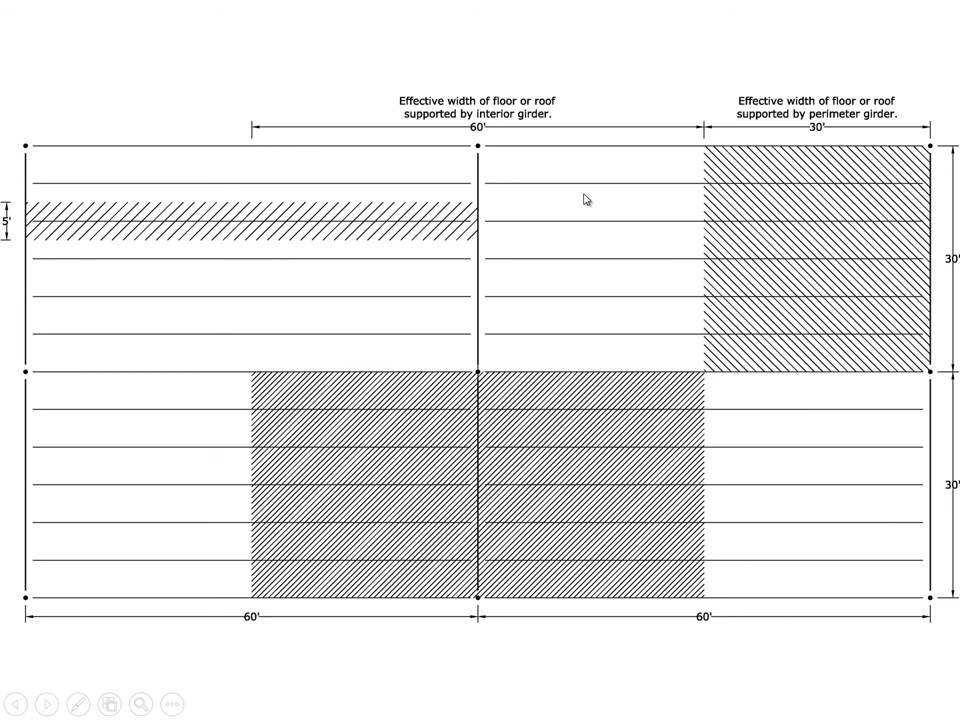 Effective width of floor or roof
supported by interior girder.
Effective width of floor or roof
supported by perimeter girder.
60'
30'
5'
30'
30'
60'
60'